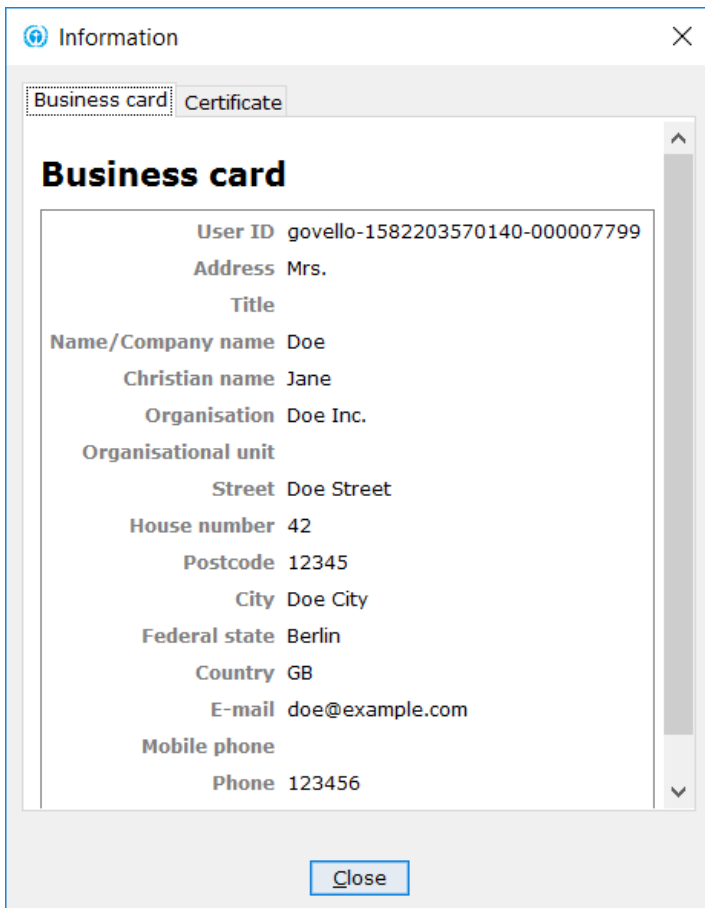 Information
Business card Certificate
Business card
User ID govello-1582203570140-000007799
Address Mrs.
Title
Name/Company name Doe
Christian name Jane
Organisation Doe Inc.
Organisational unit
Street Doe Street
House number 42
Postcode 12345
City Doe City
Federal state Berlin
Country GB
E-mail doe@example.com
Mobile phone
Phone 123456
Close